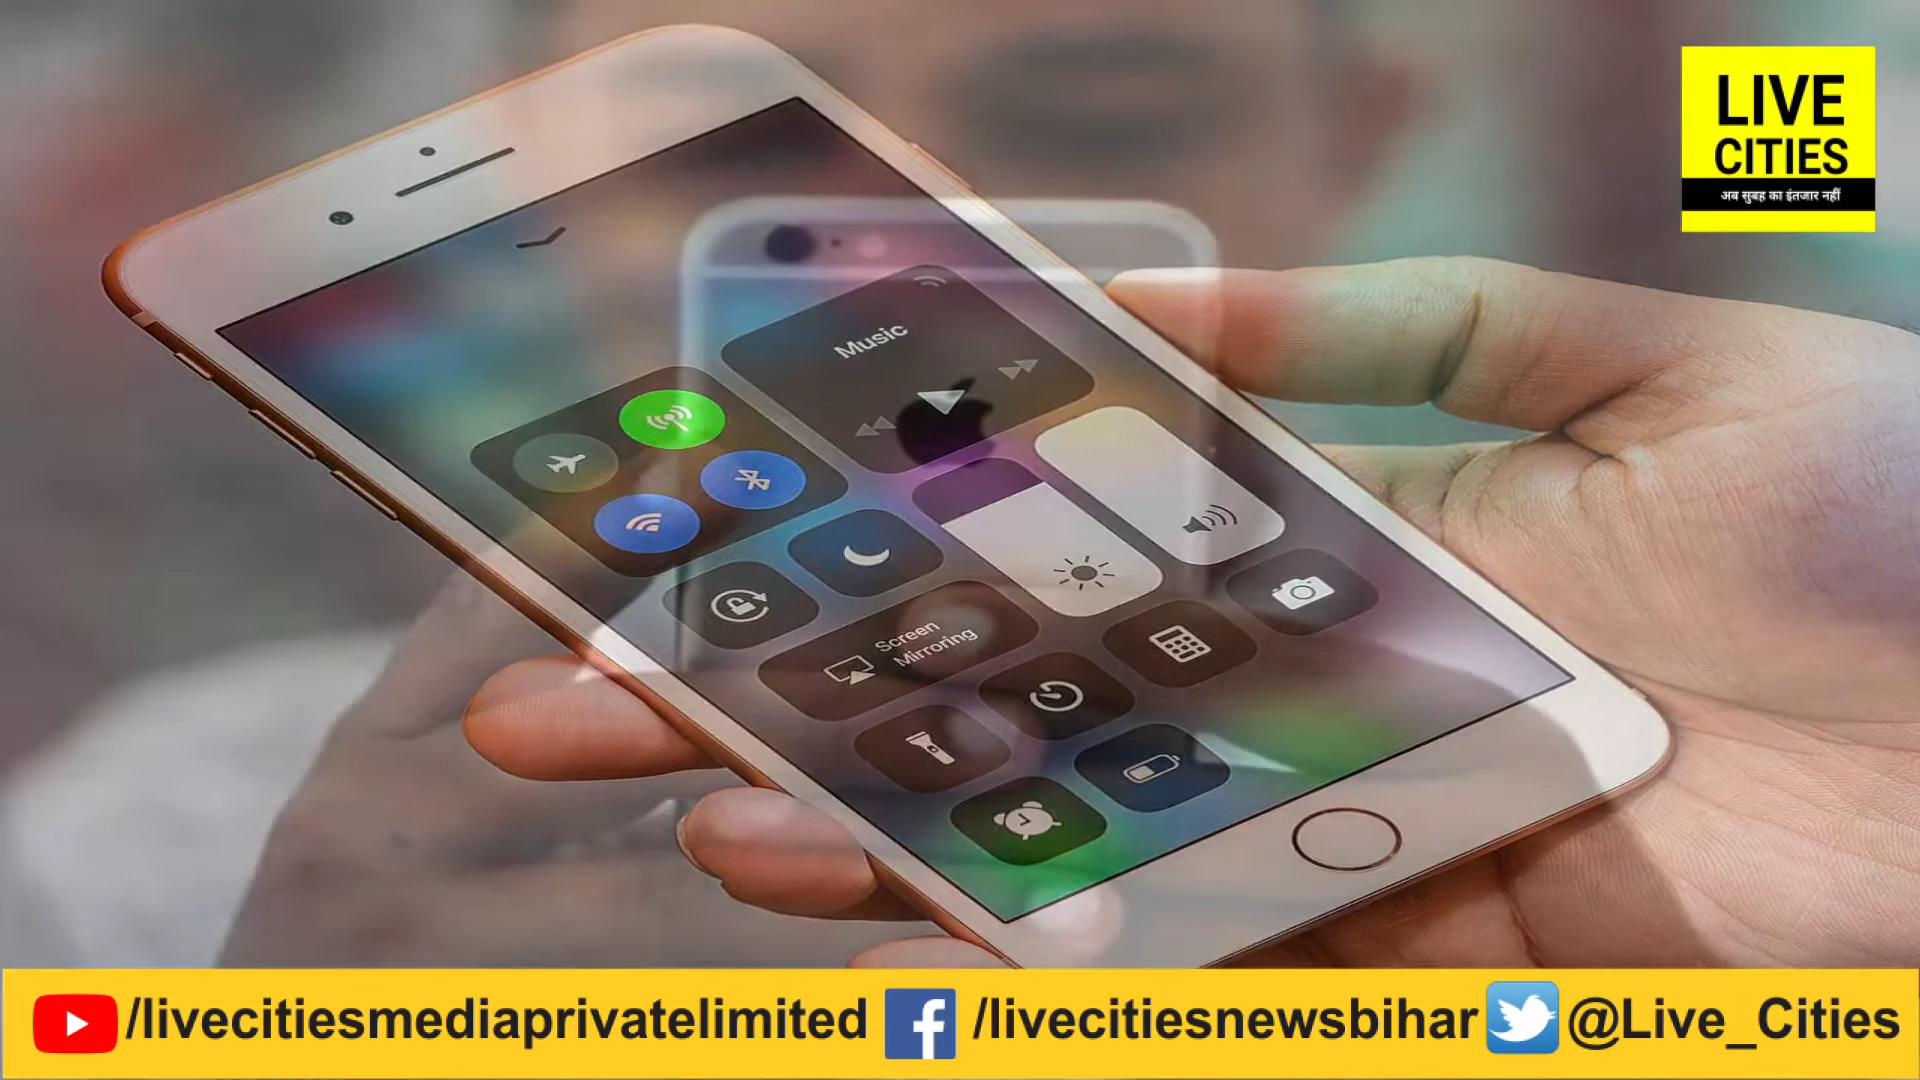 LIVE
CITIES
अब सुबह का इंतजार नहीं
Music
Screen
Mirroring
/livecitiesmediaprivatelimited /livecitiesnewsbihar @Live_Cities